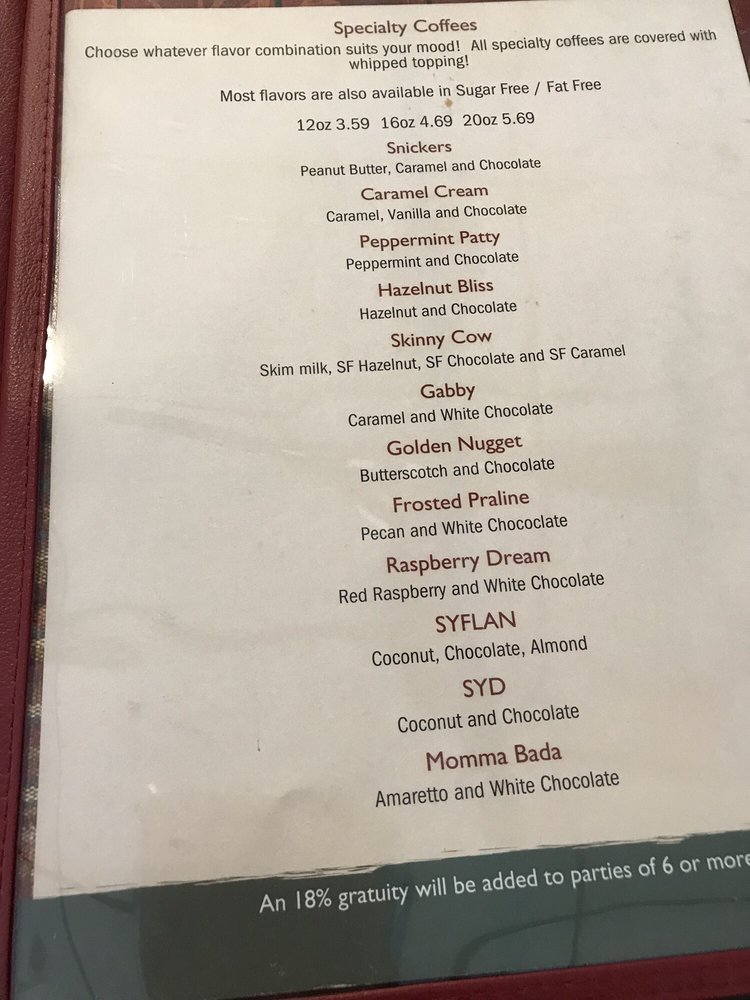 Specialty Coffees
Choose whatever flavor combination suits your mood! All specialty coffees are covered with
whipped topping!
Most flavors are also available in Sugar Free / Fat Free
12oz 3.59 16oz 4.69 20oz 5.69
Snickers
Peanut Butter, Caramel and Chocolate
Caramel Cream
Caramel, Vanilla and Chocolate
Peppermint Patty
Peppermint and Chocolate
Hazelnut Bliss
Hazelnut and Chocolate
Skinny Cow
Skim milk, SF Hazelnut, SF Chocolate and SF Caramel
Gabby
Caramel and White Chocolate
Golden Nugget
Butterscotch and Chocolate
Frosted Praline
Pecan and White Chococlate
Raspberry Dream
Red Raspberry and White Chocolate
SYFLAN
Coconut, Chocolate, Almond
SYD
Coconut and Chocolate
Momma Bada
Amaretto and White Chocolate
An 18% gratuity will be added to parties of 6 or more